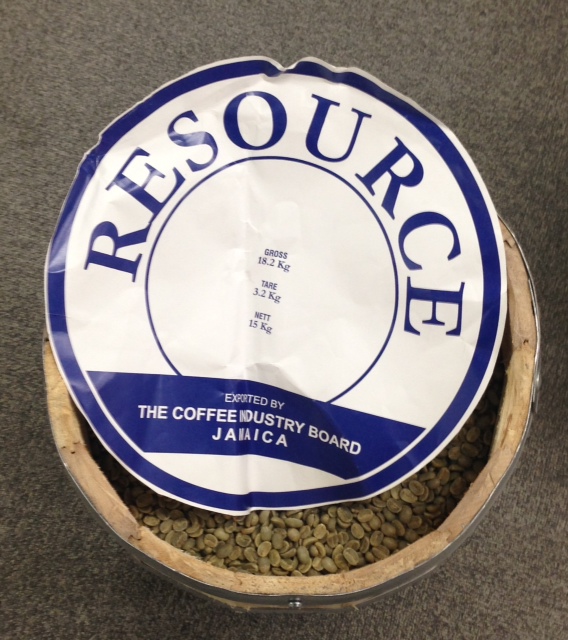 RESOURCE
GROSS
18.2 Kg
TARE
3.2 Kg
NETT
15 Kg
EXPORTED BY
THE COFFEE INDUSTRY BOARD
JAMAICA